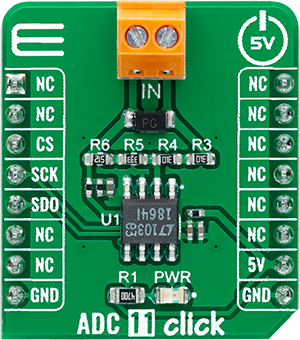 5V
IN
NC
NC
CS
SCK
SDO
NC
NC
GND
NC
NC
NC
NC
NC
NC
5V
GND
PG
R6 R5 R4 R3
U1
1864I
R1 PWR
ADC 11 click